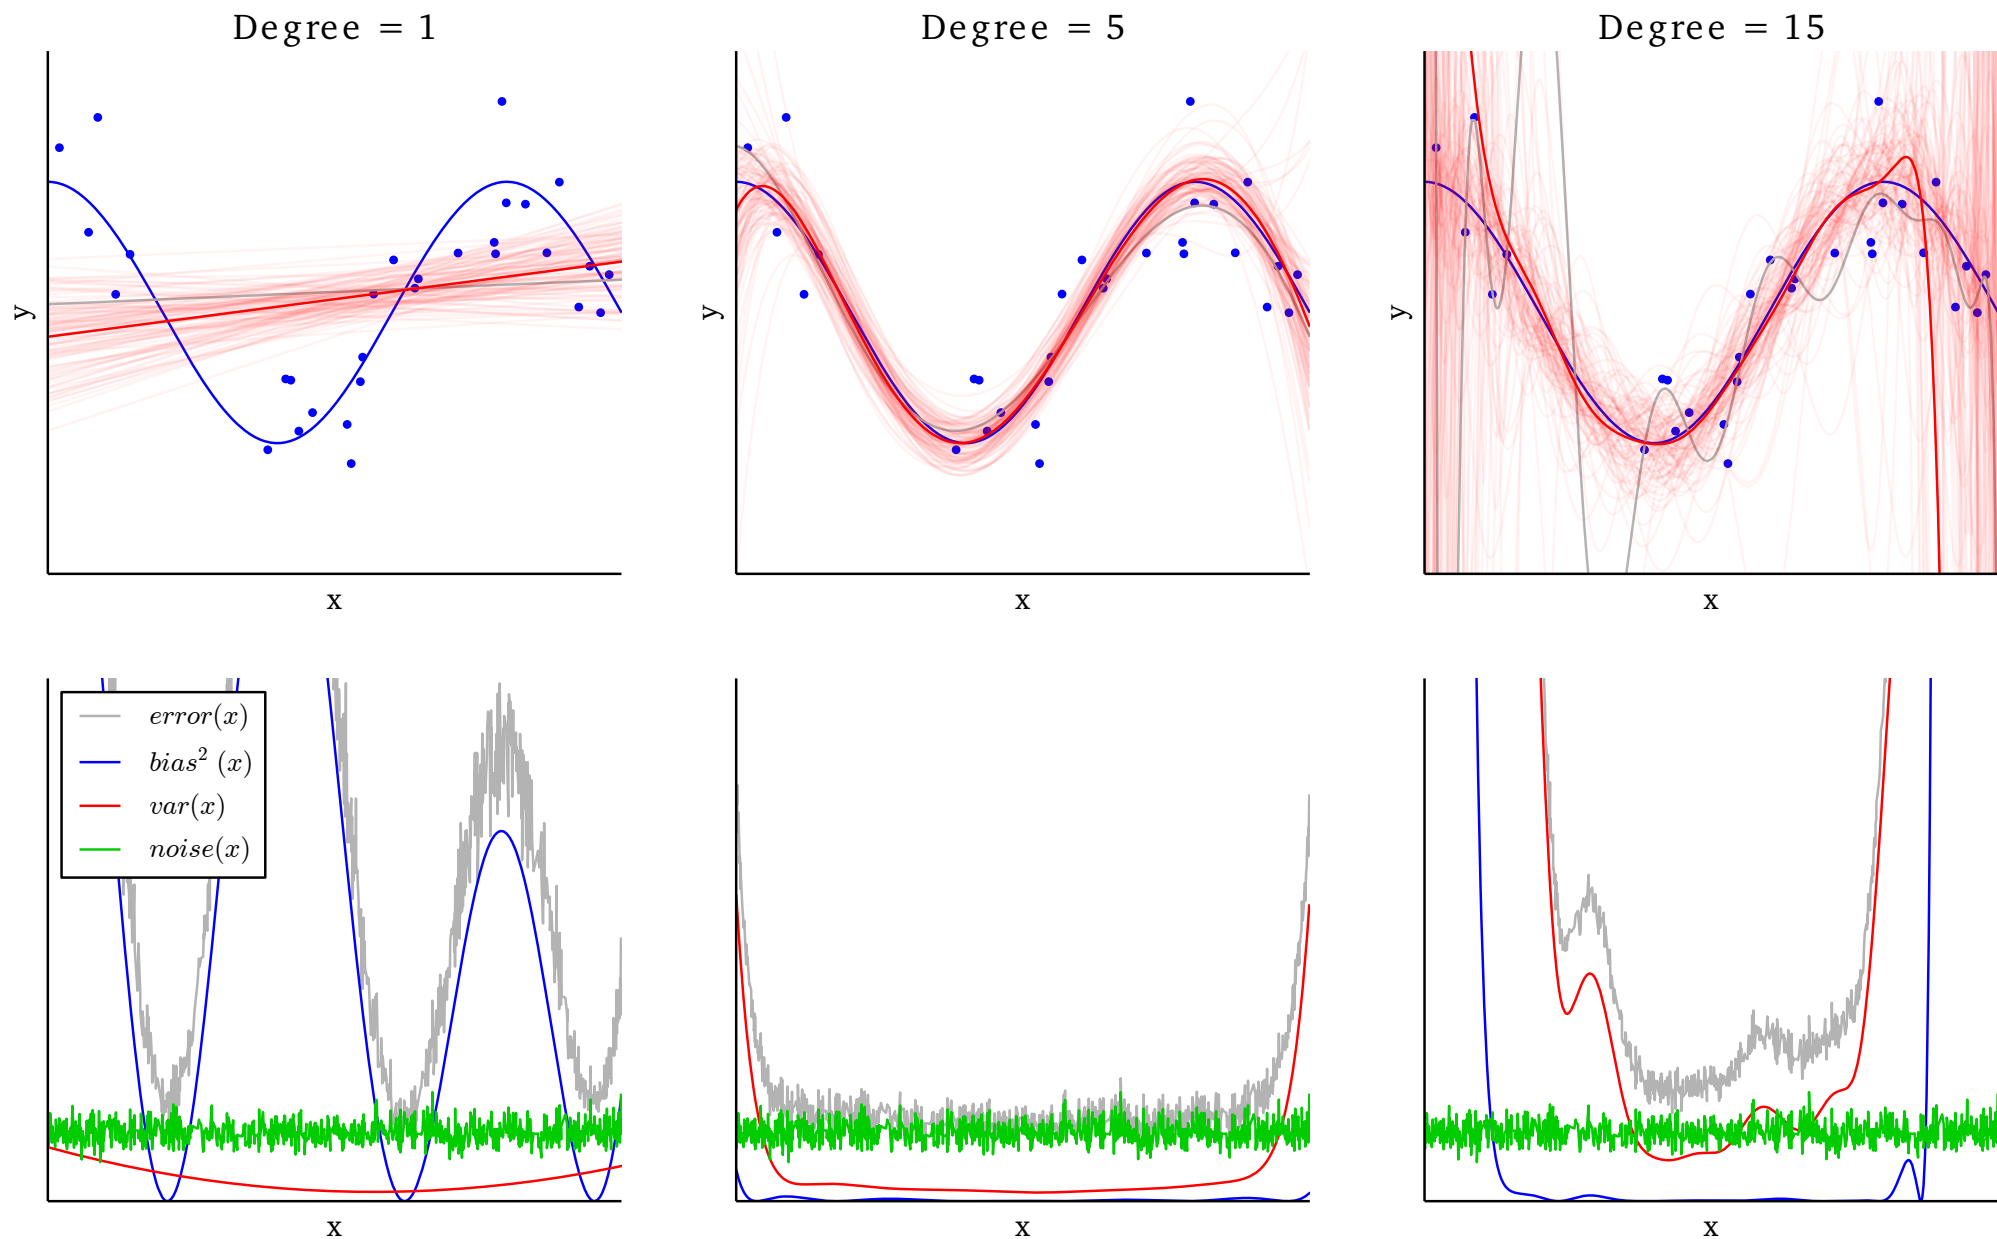 Degree = 1
Degree = 5
Degree = 15
y
y
y
x
x
x
error(x)
bias² (x)
var(x)
noise(x)
x
x
x